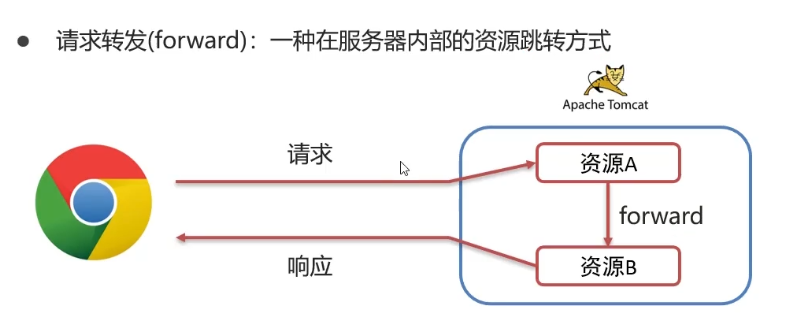 ● 请求转发(forward)：一种在服务器内部的资源跳转方式
Apache Tomcat
请求
资源A
forward
响应
资源B